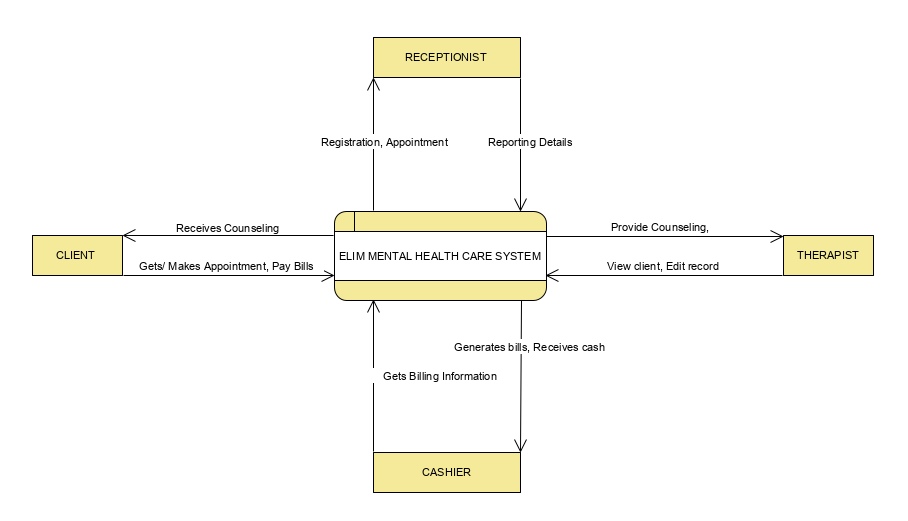 RECEPTIONIST
Registration, Appointment
Reporting Details
Receives Counseling
Provide Counseling,
CLIENT
ELIM MENTAL HEALTH CARE SYSTEM
THERAPIST
Gets/ Makes Appointment, Pay Bills
View client, Edit record
Generates bills, Receives cash
Gets Billing Information
CASHIER